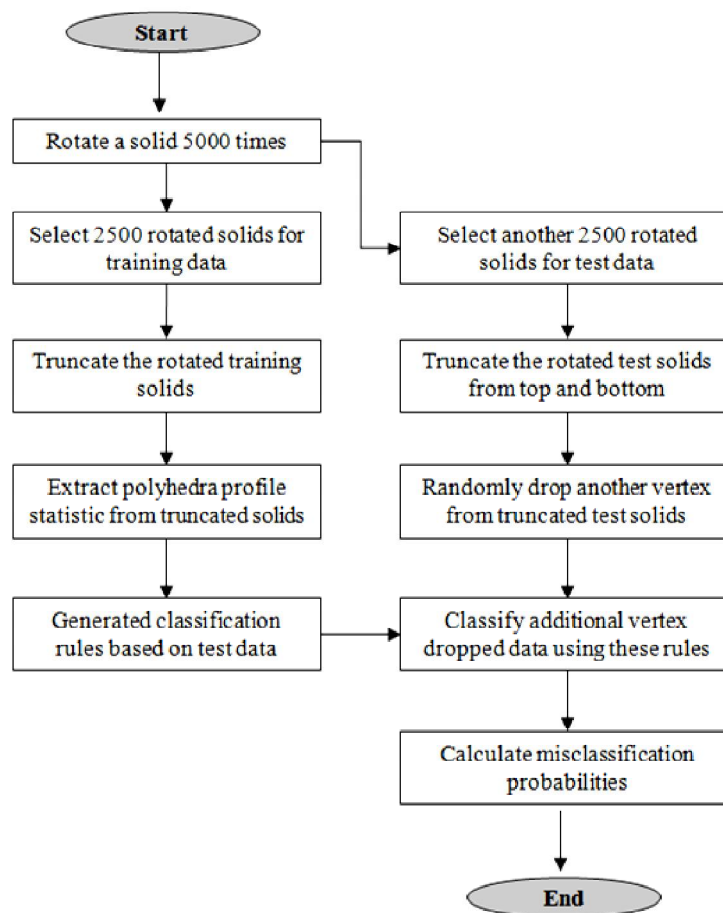 Start
Rotate a solid 5000 times
Select 2500 rotated solids for
training data
Select another 2500 rotated
solids for test data
Truncate the rotated training
solids
Truncate the rotated test solids
from top and bottom
Extract polyhedra profile
statistic from truncated solids
Randomly drop another vertex
from truncated test solids
Generated classification
rules based on test data
Classify additional vertex
dropped data using these rules
Calculate misclassification
probabilities
End